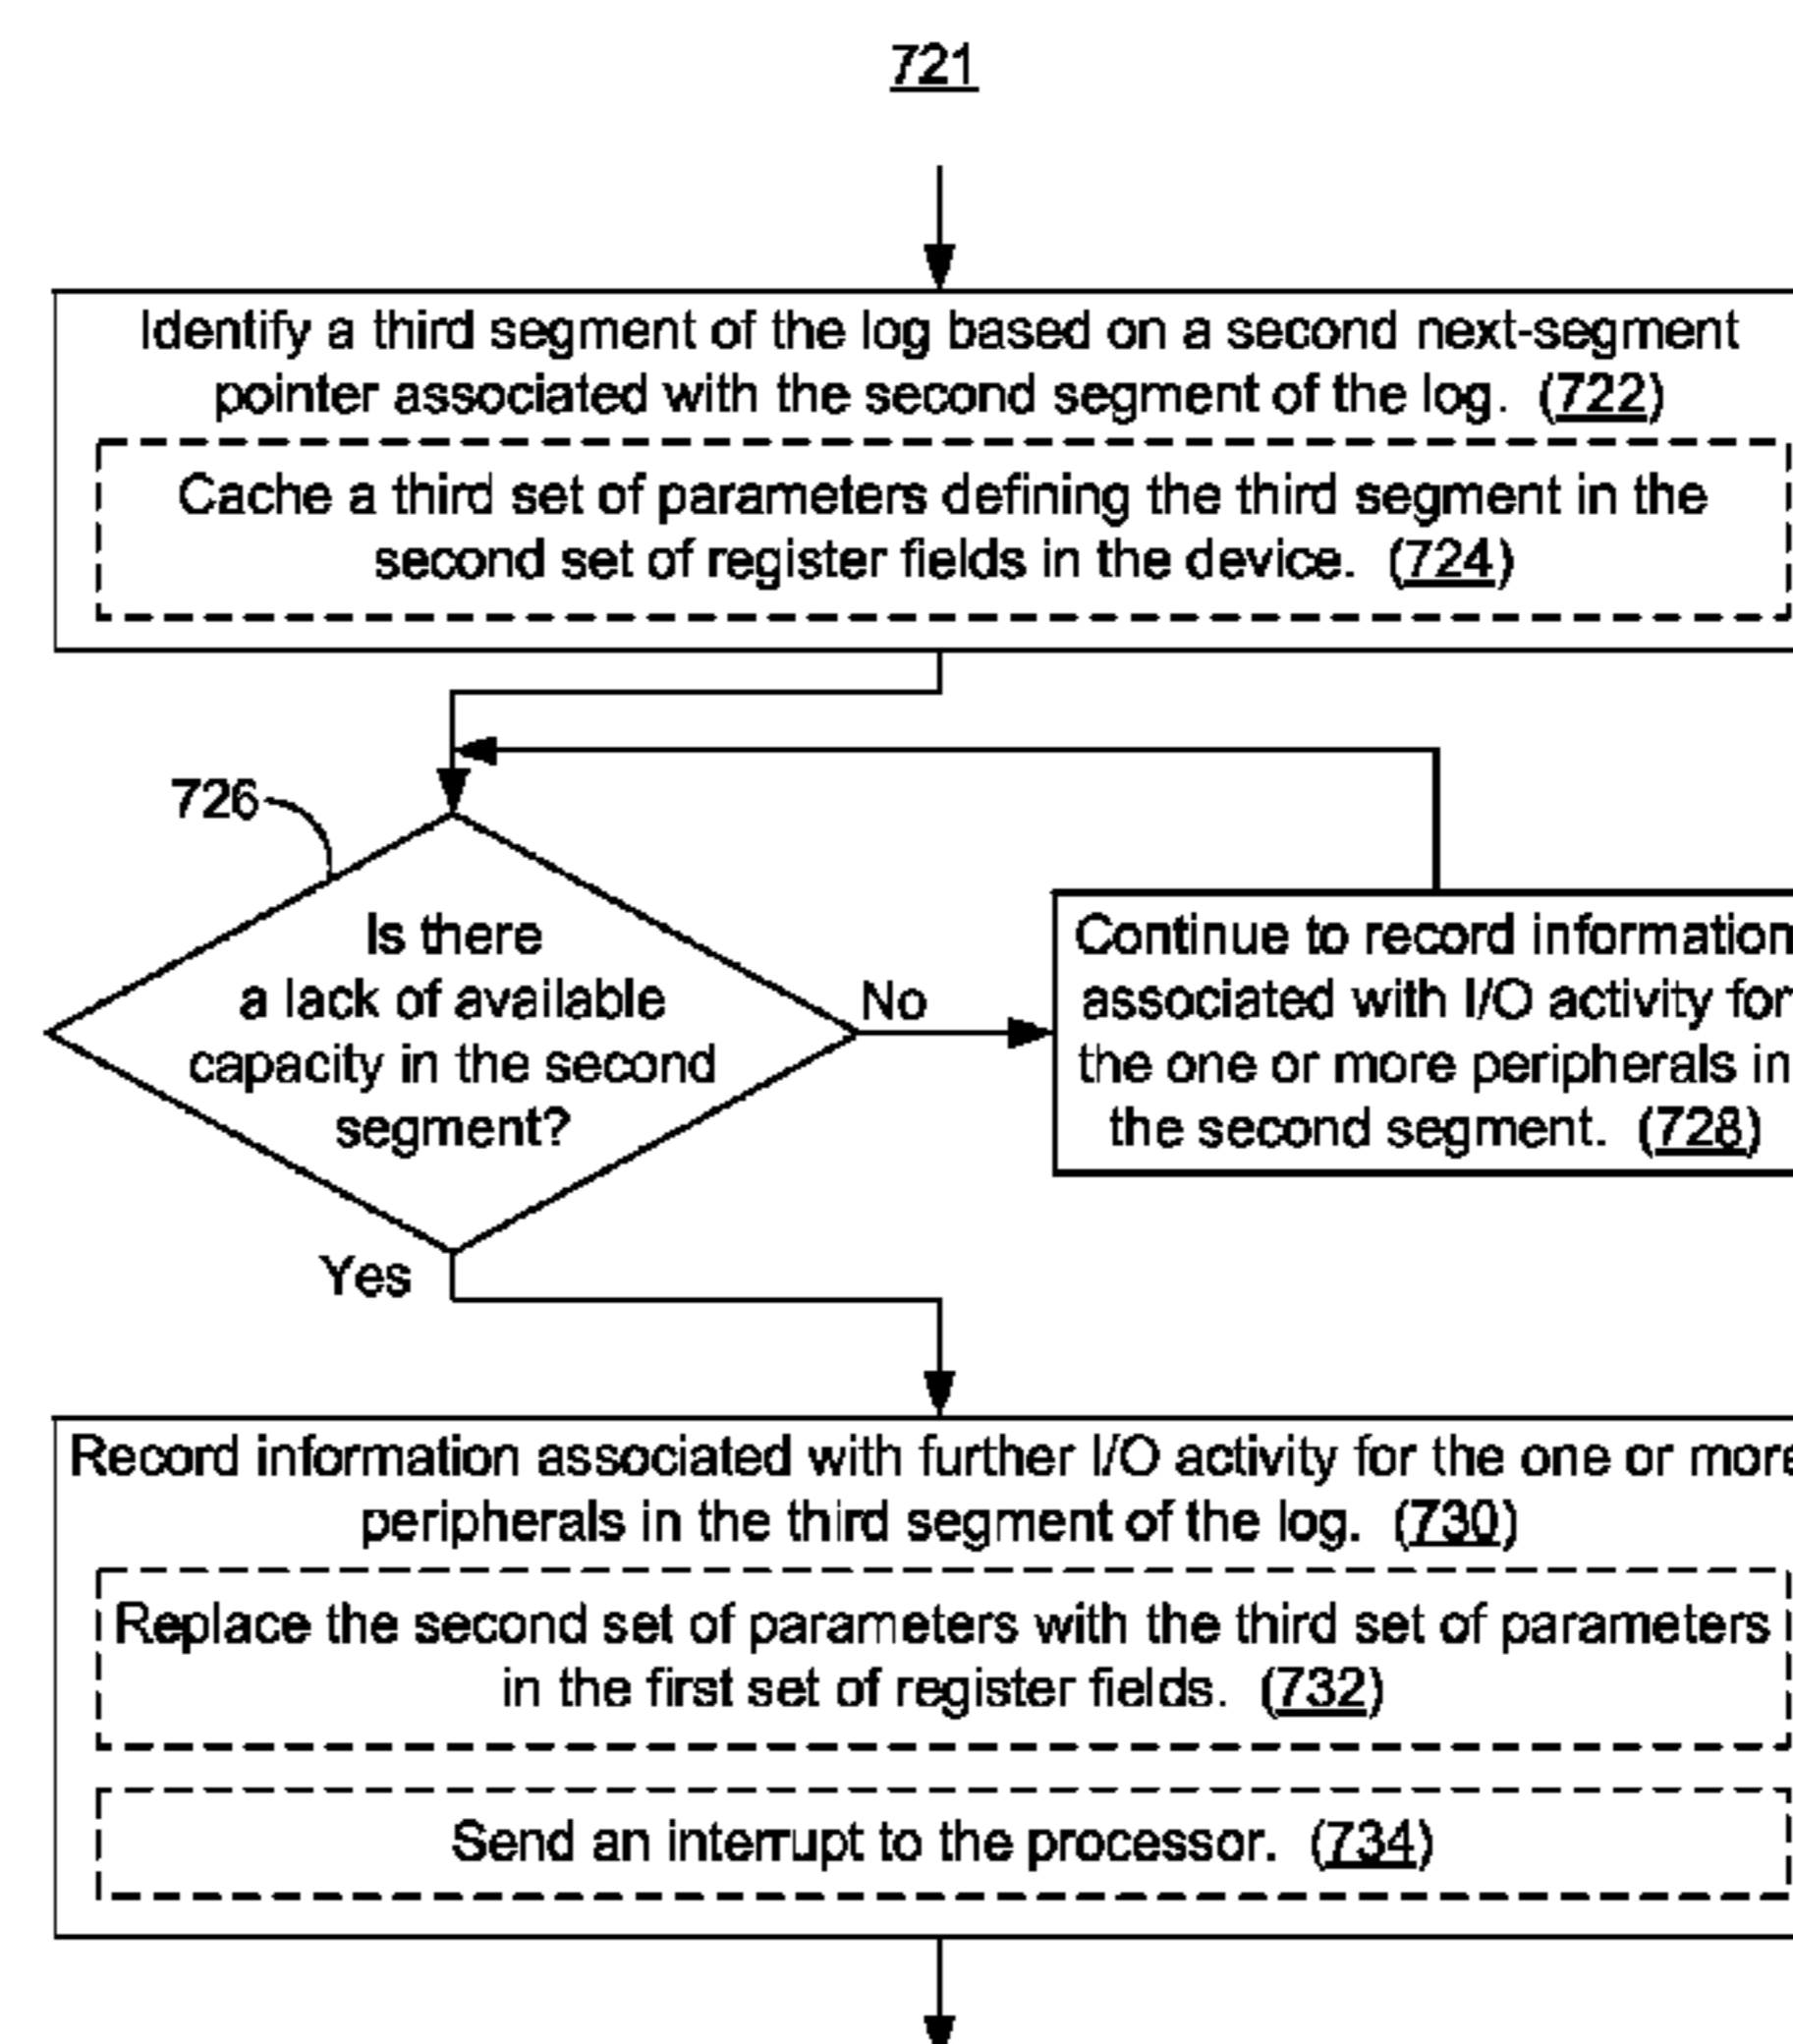 721
Identify a third segment of the log based on a second next-segment
pointer associated with the second segment of the log. (722)
Cache a third set of parameters defining the third segment in the
second set of register fields in the device. (724)
726
Is there
a lack of available
capacity in the second
segment?
No
Continue to record information
associated with I/O activity for
the one or more peripherals in
the second segment. (728)
Yes
Record information associated with further I/O activity for the one or more
peripherals in the third segment of the log. (730)
Replace the second set of parameters with the third set of parameters
in the first set of register fields. (732)
Send an interrupt to the processor. (734)